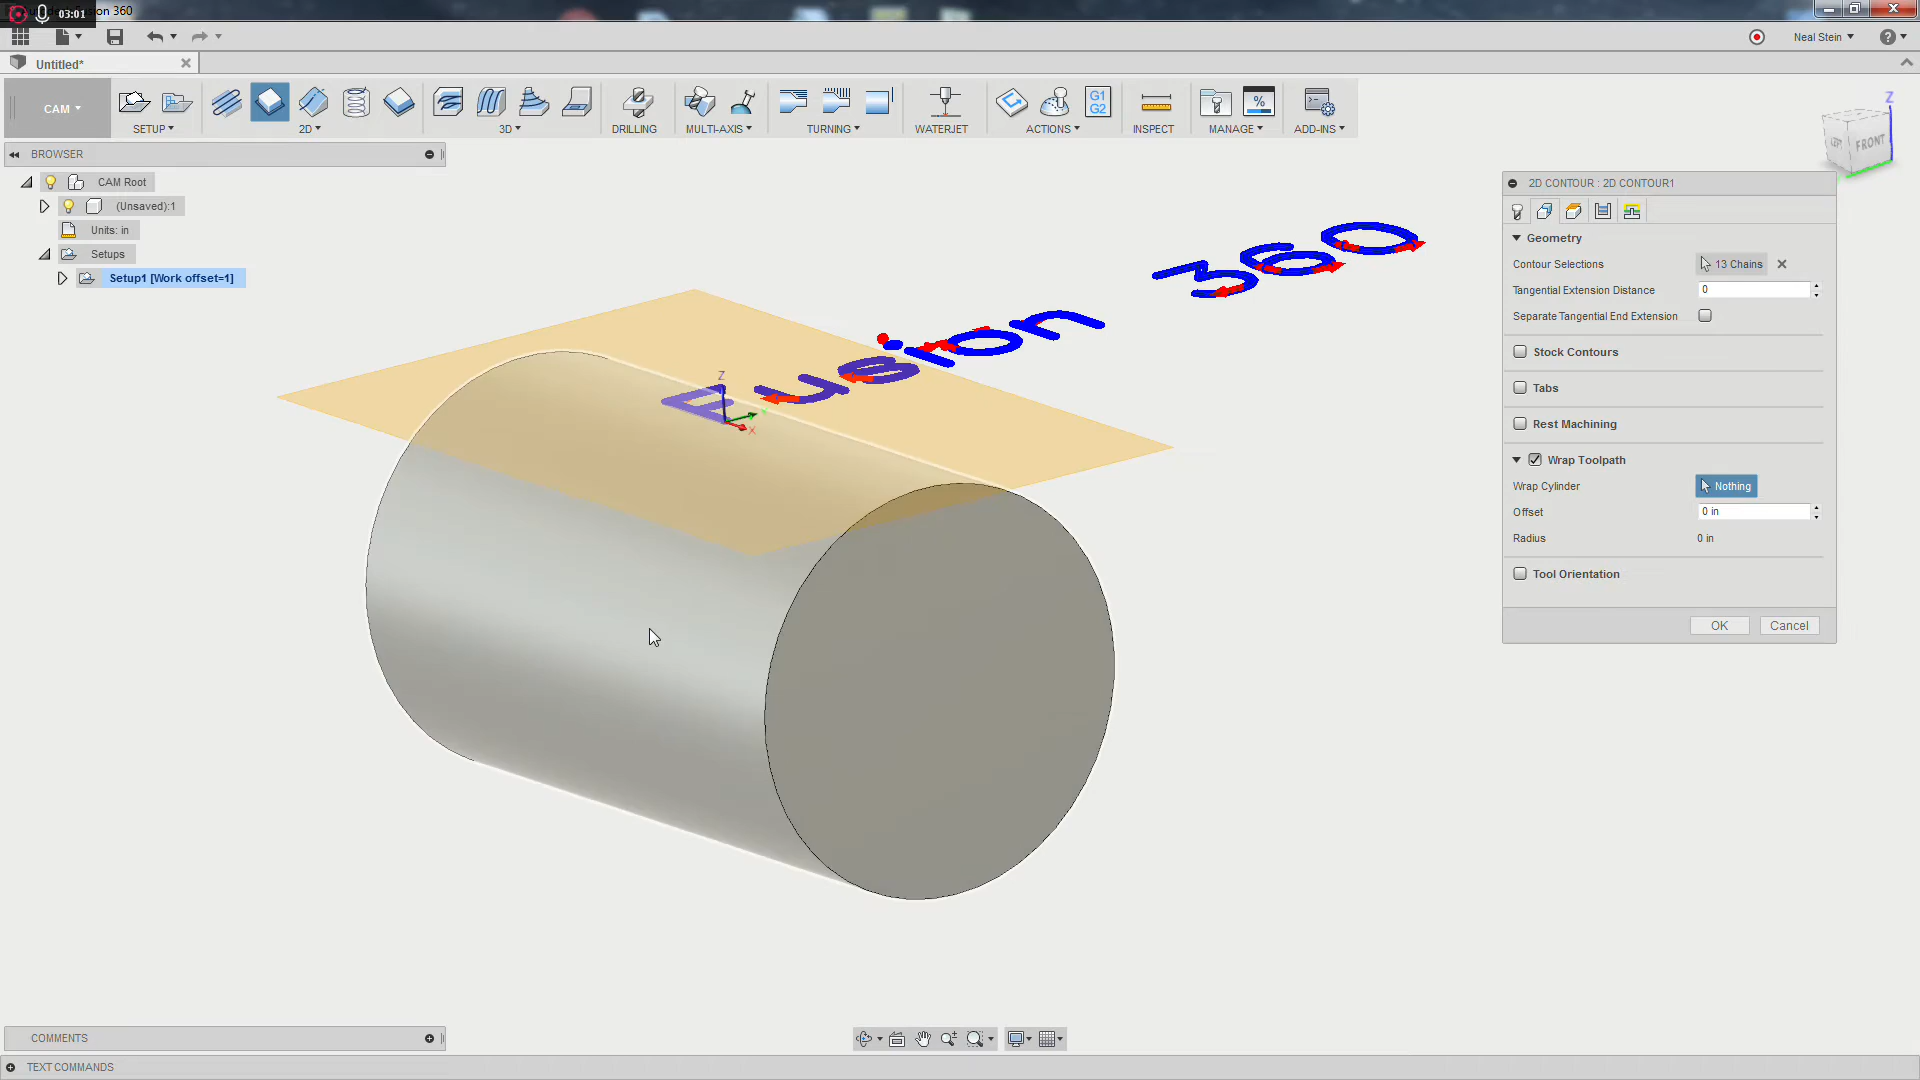 03:01
Fusion 360
Neal Stein
Untitled*
CAM
SETUP
2D
3D
DRILLING
MULTI-AXIS
TURNING
WATERJET
G1
G2
ACTIONS
INSPECT
%
MANAGE
ADD-INS
Z
LEFT
FRONT
BROWSER
CAM Root
(Unsaved):1
Units: in
Setups
Setup1 [Work offset=1]
2D CONTOUR : 2D CONTOUR1
Geometry
Contour Selections
13 Chains
Tangential Extension Distance
0
Separate Tangential End Extension
Stock Contours
Tabs
Rest Machining
Wrap Toolpath
Wrap Cylinder
Nothing
Offset
0 in
Radius
0 in
Tool Orientation
OK
Cancel
Fusion 360
Z
X
COMMENTS
TEXT COMMANDS